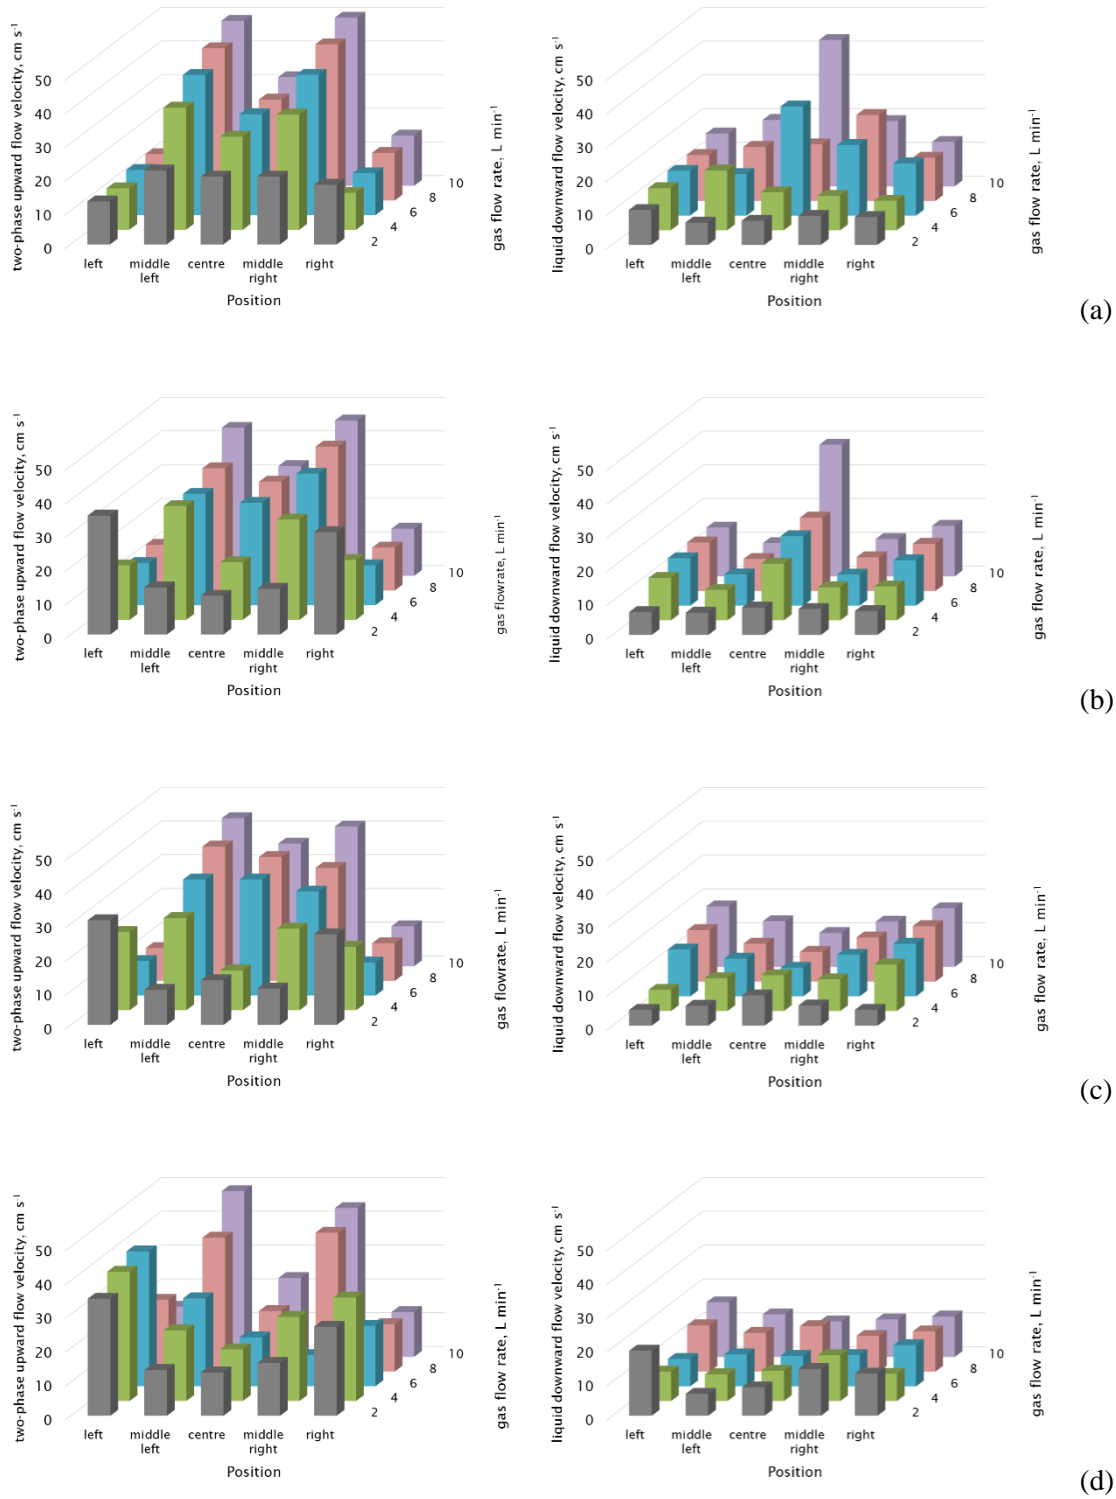 two-phase upward flow velocity, cm s⁻¹
50
40
30
20
10
0
left
middle left
centre
middle right
right
Position
2
4
6
8
10
gas flow rate, L min⁻¹
liquid downward flow velocity, cm s⁻¹
50
40
30
20
10
0
left
middle left
centre
middle right
right
Position
2
4
6
8
10
gas flow rate, L min⁻¹
(a)
two-phase upward flow velocity, cm s⁻¹
50
40
30
20
10
0
left
middle left
centre
middle right
right
Position
2
4
6
8
10
gas flowrate, L min⁻¹
liquid downward flow velocity, cm s⁻¹
50
40
30
20
10
0
left
middle left
centre
middle right
right
Position
2
4
6
8
10
gas flow rate, L min⁻¹
(b)
two-phase upward flow velocity, cm s⁻¹
50
40
30
20
10
0
left
middle left
centre
middle right
right
Position
2
4
6
8
10
gas flowrate, L min⁻¹
liquid downward flow velocity, cm s⁻¹
50
40
30
20
10
0
left
middle left
centre
middle right
right
Position
2
4
6
8
10
gas flow rate, L min⁻¹
(c)
two-phase upward flow velocity, cm s⁻¹
50
40
30
20
10
0
left
middle left
centre
middle right
right
Position
2
4
6
8
10
gas flow rate, L min⁻¹
liquid downward flow velocity, cm s⁻¹
50
40
30
20
10
0
left
middle left
centre
middle right
right
Position
2
4
6
8
10
gas flow rate, L min⁻¹
(d)